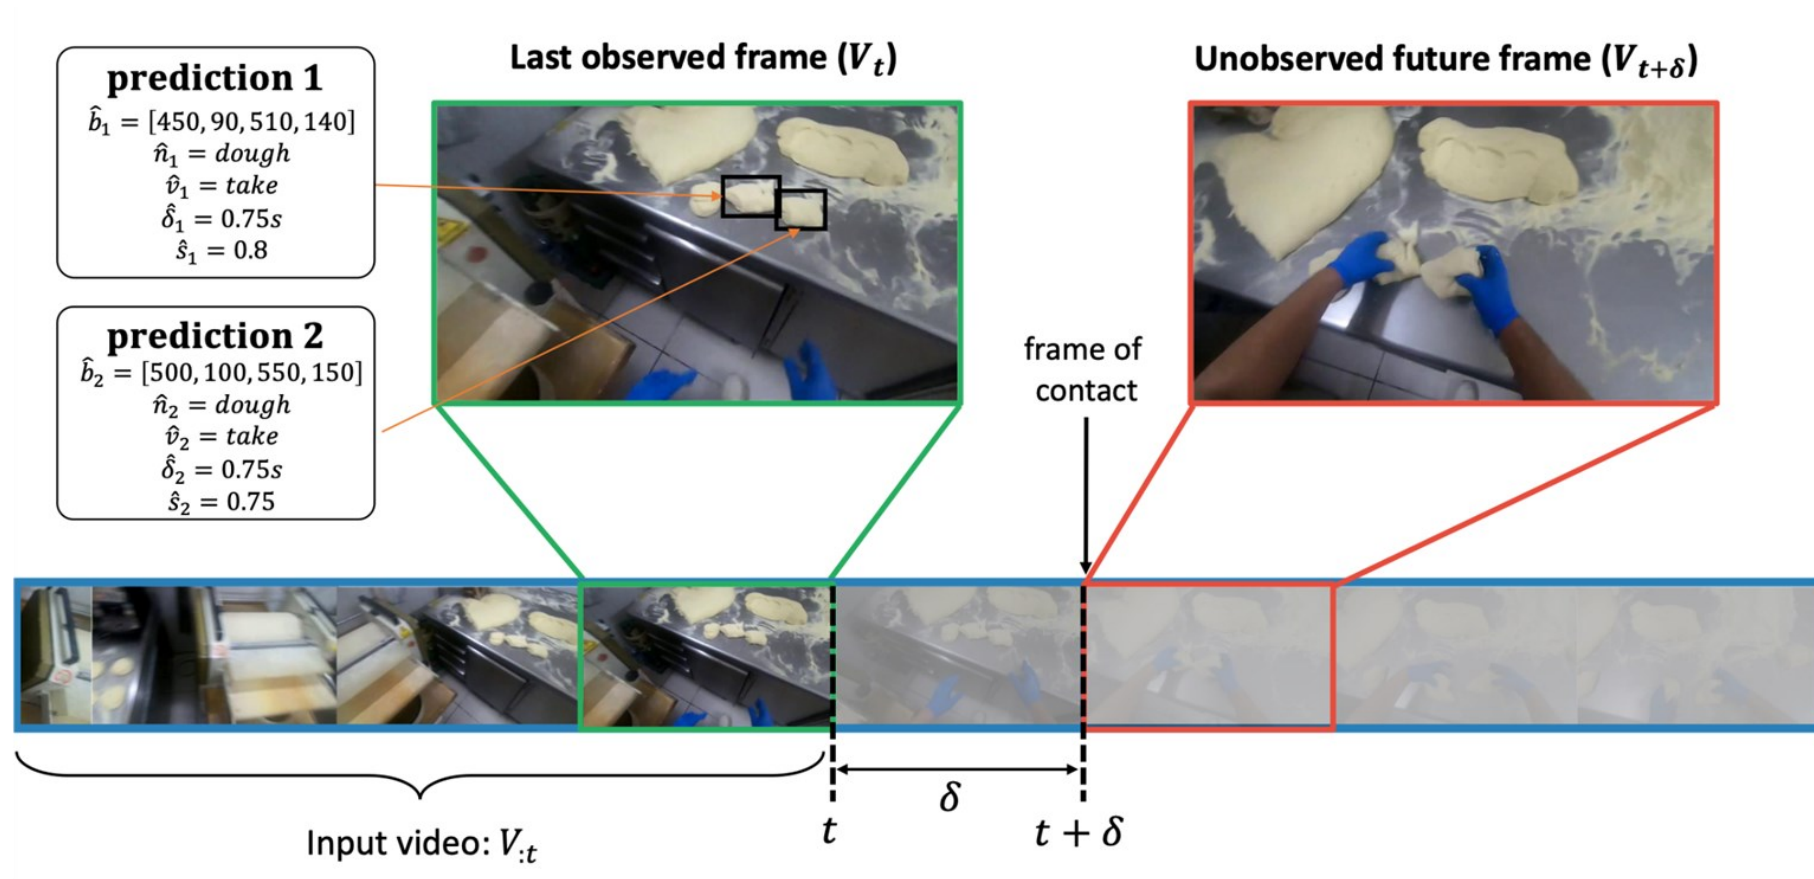 prediction 1
b̂₁ = [450, 90, 510, 140]
n̂₁ = dough
v̂₁ = take
δ̂₁ = 0.75s
ŝ₁ = 0.8
prediction 2
b̂₂ = [500, 100, 550, 150]
n̂₂ = dough
v̂₂ = take
δ̂₂ = 0.75s
ŝ₂ = 0.75
Last observed frame (Vₜ)
Unobserved future frame (Vₜ₊δ)
frame of
contact
δ
t
t + δ
Input video: V:ₜ